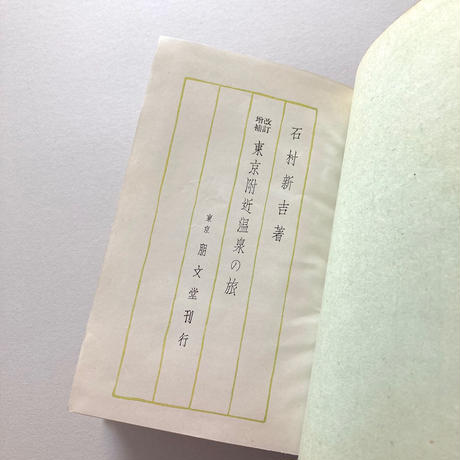 石村新吉著
改訂増補 東京附近温泉の旅
東京 朋文堂刊行